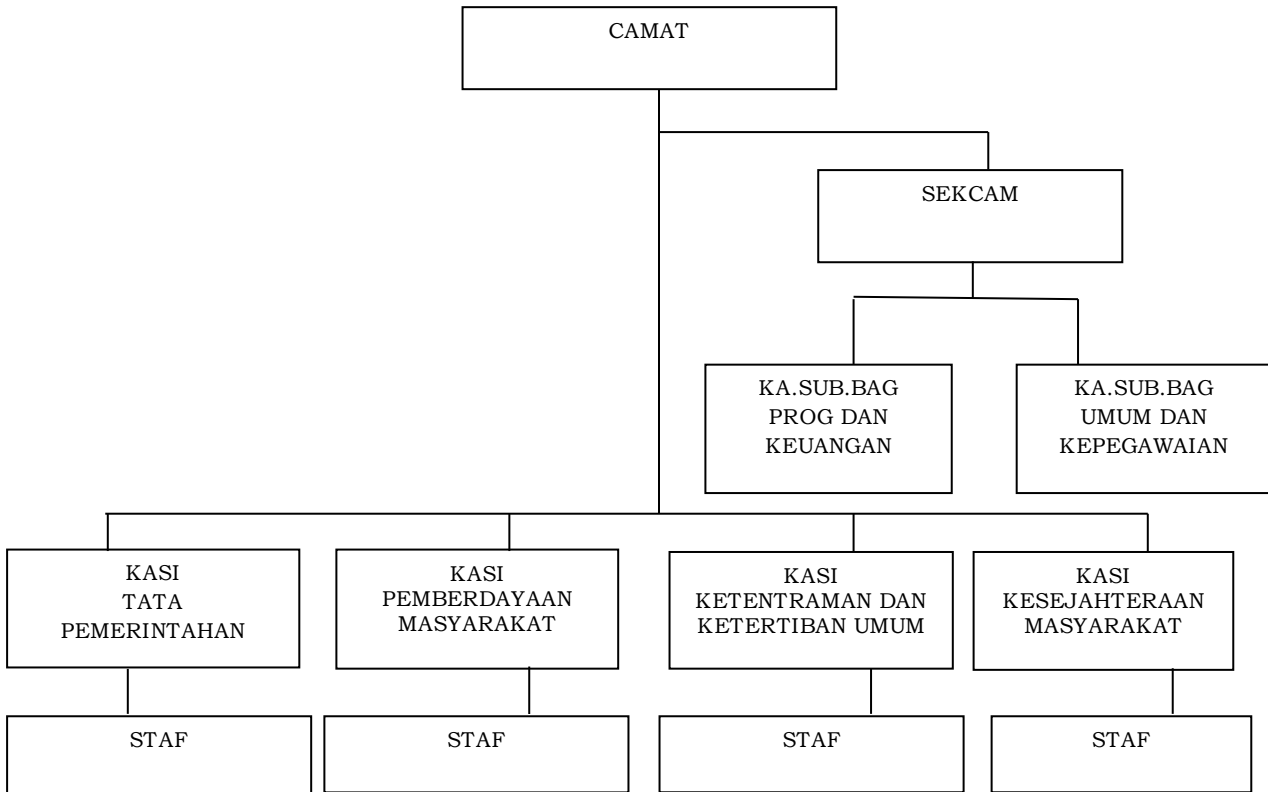 CAMAT
SEKCAM
KA.SUB.BAG
PROG DAN
KEUANGAN
KA.SUB.BAG
UMUM DAN
KEPEGAWAIAN
KASI
TATA
PEMERINTAHAN
KASI
PEMBERDAYAAN
MASYARAKAT
KASI
KETENTRAMAN DAN
KETERTIBAN UMUM
KASI
KESEJAHTERAAN
MASYARAKAT
STAF
STAF
STAF
STAF